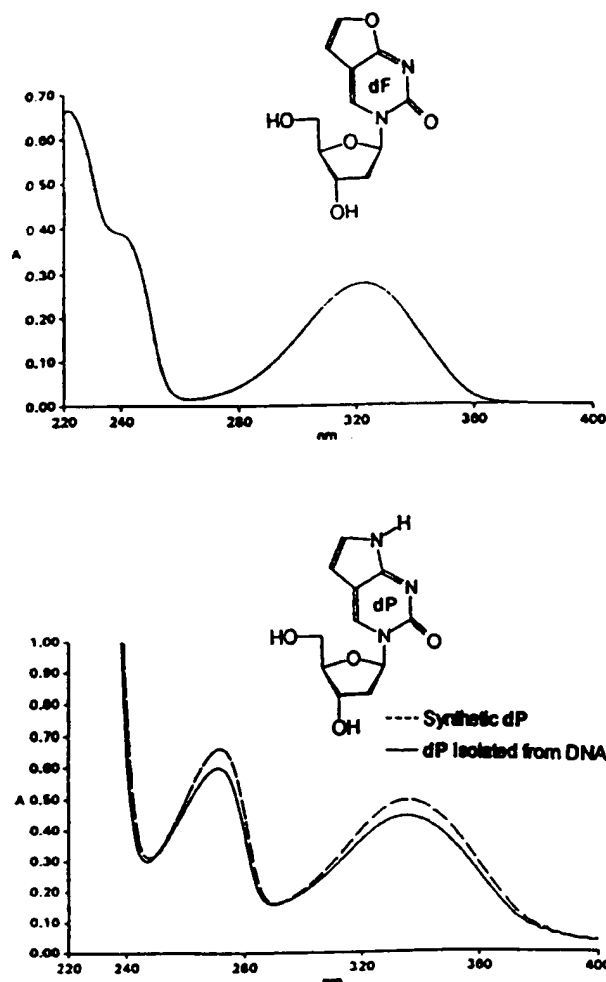 O
dF
N
N
O
HO
O
OH
0.70
0.60
0.50
0.40
A
0.30
0.20
0.10
0.00
220 240 280 320 360 400
nm
H
N
dP
N
N
O
HO
O
OH
--- Synthetic dP
— dP Isolated from DNA
1.00
0.90
0.80
0.70
0.60
A 0.50
0.40
0.30
0.20
0.10
0.00
220 240 280 320 360 400
nm